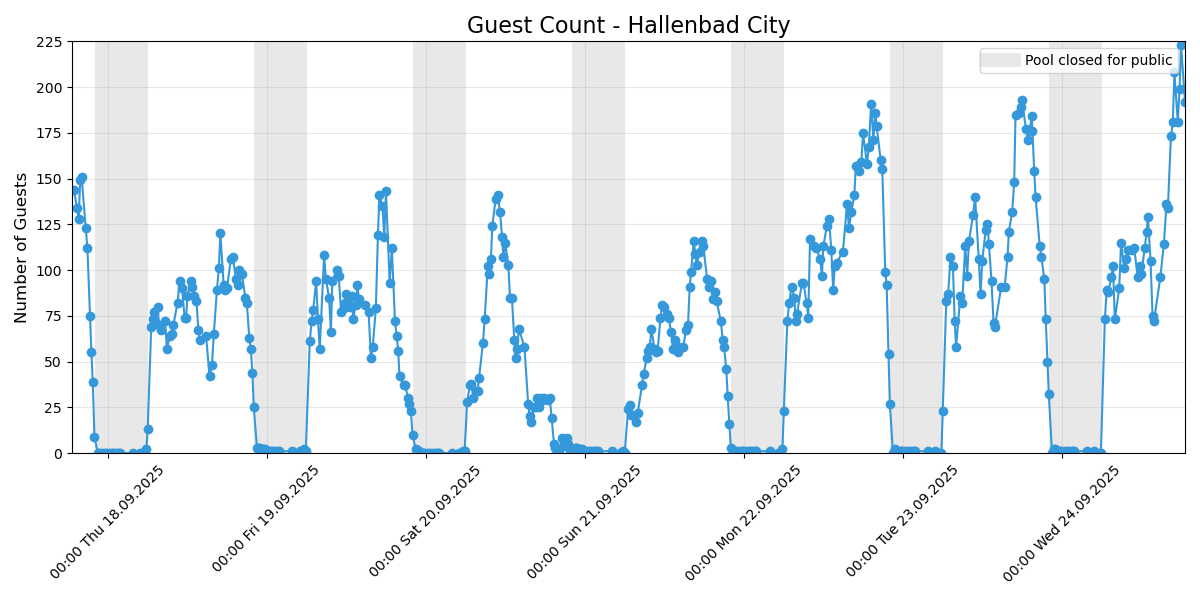 Guest Count - Hallenbad City
Pool closed for public
Number of Guests
225
200
175
150
125
100
75
50
25
0
00:00 Thu 18.09.2025
00:00 Fri 19.09.2025
00:00 Sat 20.09.2025
00:00 Sun 21.09.2025
00:00 Mon 22.09.2025
00:00 Tue 23.09.2025
00:00 Wed 24.09.2025